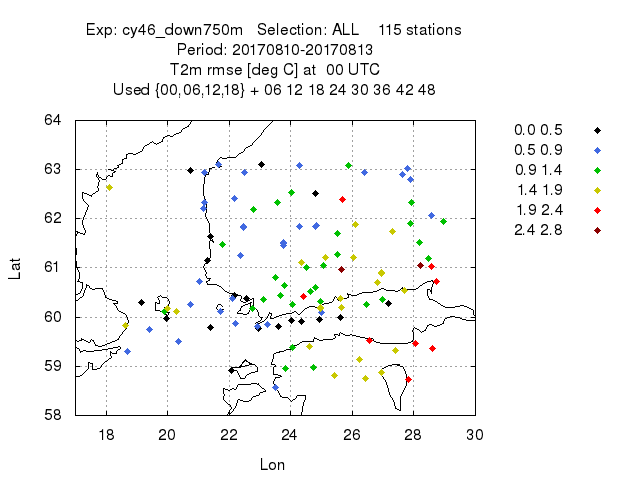 Exp: cy46_down750m Selection: ALL 115 stations
Period: 20170810-20170813
T2m rmse [deg C] at 00 UTC
Used {00,06,12,18} + 06 12 18 24 30 36 42 48
64
63
62
61
60
59
58
Lat
18 20 22 24 26 28 30
Lon
0.0 0.5
0.5 0.9
0.9 1.4
1.4 1.9
1.9 2.4
2.4 2.8